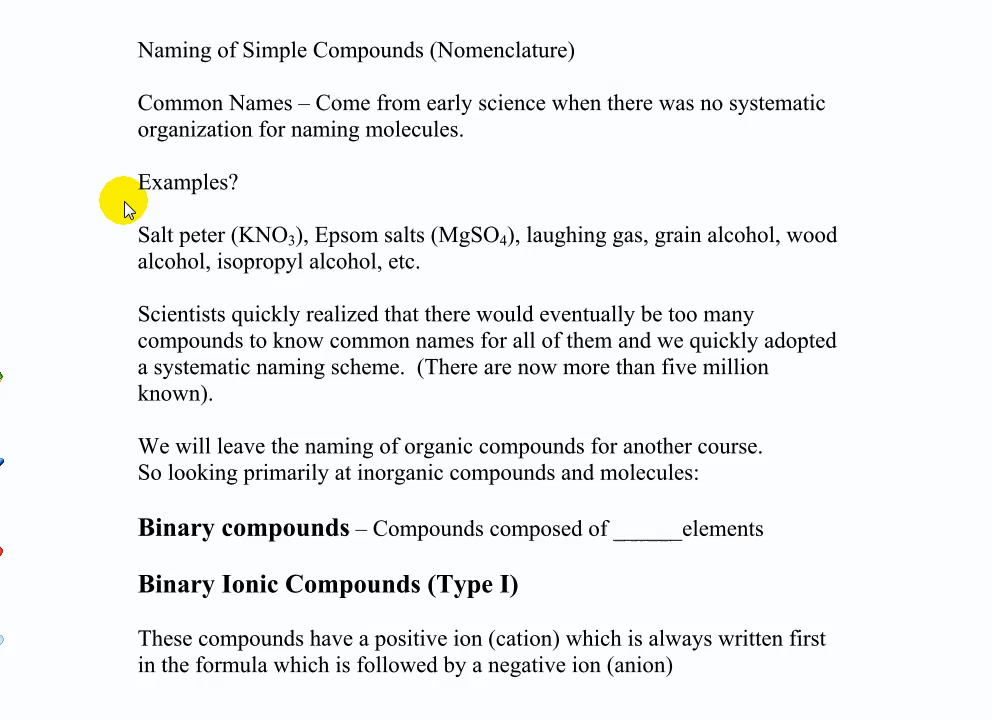 Naming of Simple Compounds (Nomenclature)
Common Names – Come from early science when there was no systematic
organization for naming molecules.
Examples?
Salt peter (KNO₃), Epsom salts (MgSO₄), laughing gas, grain alcohol, wood
alcohol, isopropyl alcohol, etc.
Scientists quickly realized that there would eventually be too many
compounds to know common names for all of them and we quickly adopted
a systematic naming scheme.  (There are now more than five million
known).
We will leave the naming of organic compounds for another course.
So looking primarily at inorganic compounds and molecules:
Binary compounds – Compounds composed of ______elements
Binary Ionic Compounds (Type I)
These compounds have a positive ion (cation) which is always written first
in the formula which is followed by a negative ion (anion)